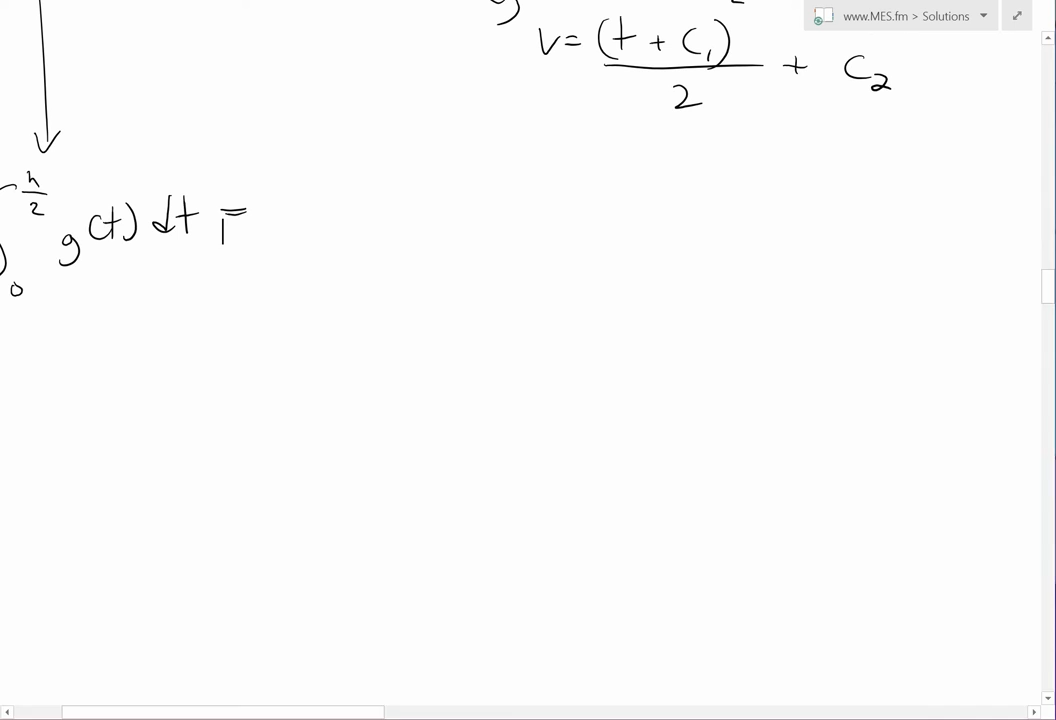 www.MES.fm > Solutions
v = (t + C₁)/2 + C₂
∫₀^(h/2) g(t) dt =